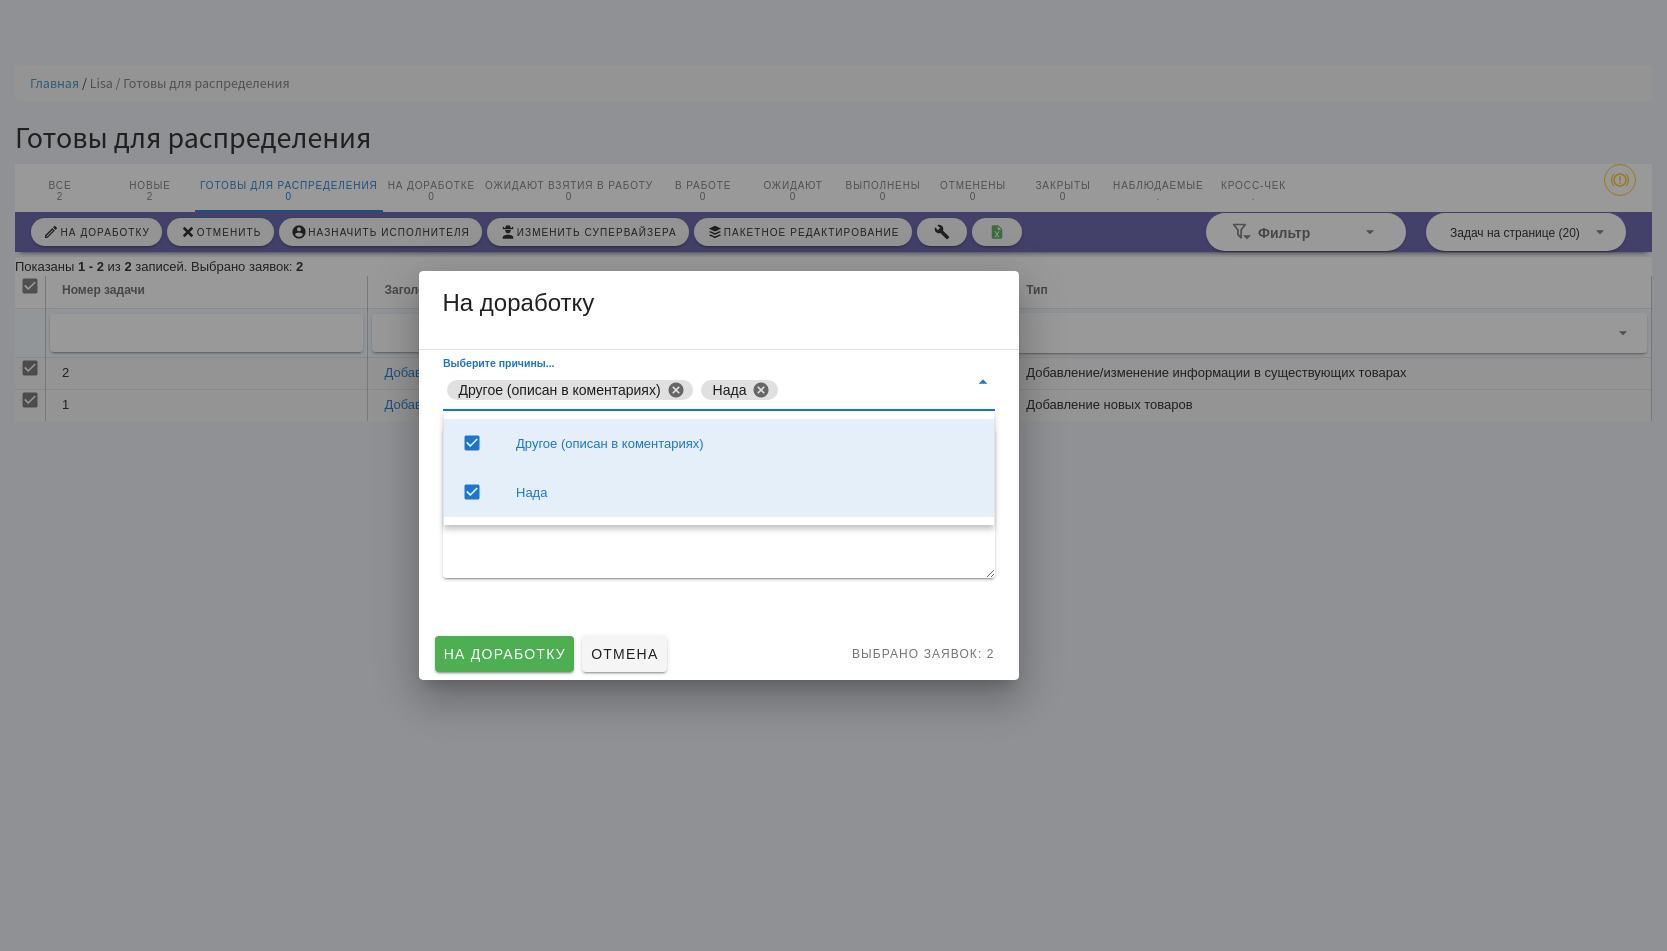 Главная / Lisa / Готовы для распределения
Готовы для распределения
ВСЕ НОВЫЕ ГОТОВЫ ДЛЯ РАСПРЕДЕЛЕНИЯ НА ДОРАБОТКЕ ОЖИДАЮТ ВЗЯТИЯ В РАБОТУ В РАБОТЕ ОЖИДАЮТ ВЫПОЛНЕНЫ ОТМЕНЕНЫ ЗАКРЫТЫ НАБЛЮДАЕМЫЕ КРОСС-ЧЕК
2 2 0 0 0 0 0 0 0 0 . .
НА ДОРАБОТКУ ОТМЕНИТЬ НАЗНАЧИТЬ ИСПОЛНИТЕЛЯ ИЗМЕНИТЬ СУПЕРВАЙЗЕРА ПАКЕТНОЕ РЕДАКТИРОВАНИЕ Фильтр Задач на странице (20)
Показаны 1 - 2 из 2 записей. Выбрано заявок: 2
Номер задачи Заголо Тип
2 Добав Добавление/изменение информации в существующих товарах
1 Добав Добавление новых товаров
На доработку
Выберите причины...
Другое (описан в коментариях) Нада
Другое (описан в коментариях)
Нада
НА ДОРАБОТКУ ОТМЕНА ВЫБРАНО ЗАЯВОК: 2